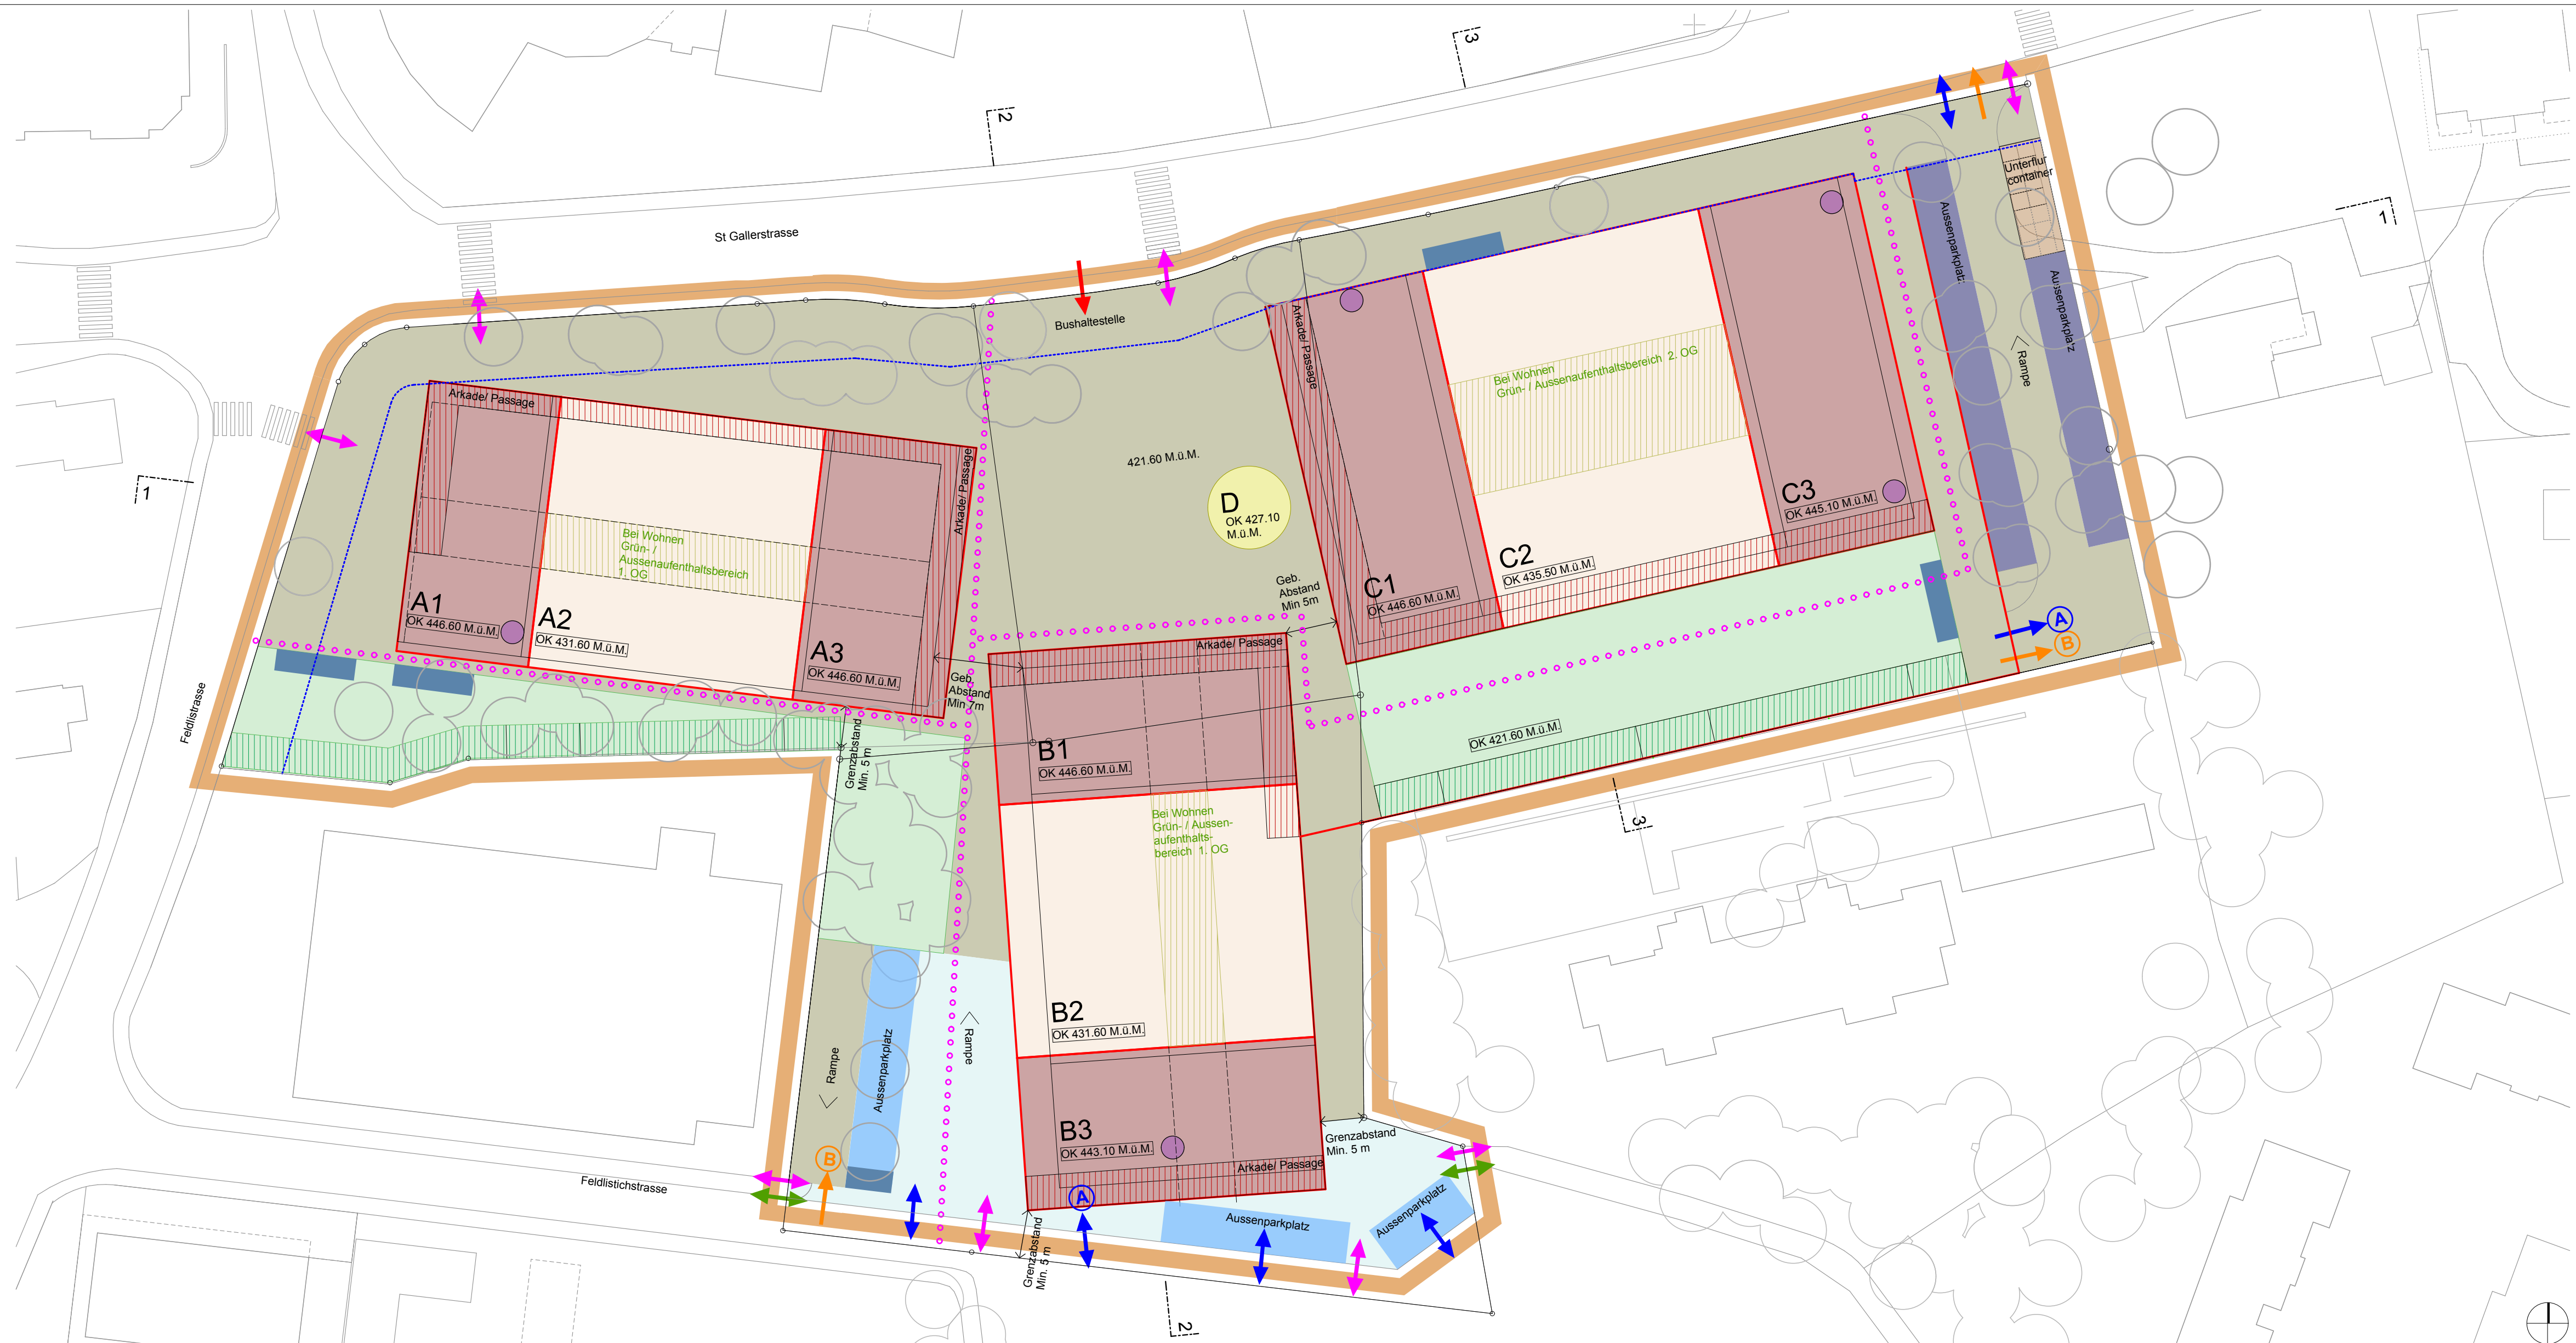 3
2
St Gallerstrasse
Unterflur
container
Aussenparkplatz
Aussenparkplatz
1
Rampe
Bushaltestelle
Arkade/ Passage
Bei Wohnen
Grün- / Aussenaufenthaltsbereich 2. OG
Arkade/ Passage
Arkade/ Passage
421.60 M.ü.M.
D
OK 427.10
M.ü.M.
1
C3
OK 445.10 M.ü.M.
C2
OK 435.50 M.ü.M.
C1
OK 446.60 M.ü.M.
Bei Wohnen
Grün- /
Aussenaufenthaltsbereich
1. OG
Geb.
Abstand
Min 5m
A1
OK 446.60 M.ü.M.
A2
OK 431.60 M.ü.M.
A3
OK 446.60 M.ü.M.
Arkade/ Passage
A
B
Geb.
Abstand
Min 7m
Feldlistrasse
Grenzabstand
Min. 5 m
B1
OK 446.60 M.ü.M.
OK 421.60 M.ü.M.
Bei Wohnen
Grün- / Aussen-
aufenthalts-
bereich 1. OG
3
B2
OK 431.60 M.ü.M.
Rampe
Rampe
Aussenparkplatz
B3
OK 443.10 M.ü.M.
Grenzabstand
Min. 5 m
Arkade/ Passage
B
Feldlistichstrasse
A
Aussenparkplatz
Aussenparkplatz
Grenzabstand
Min. 5 m
2